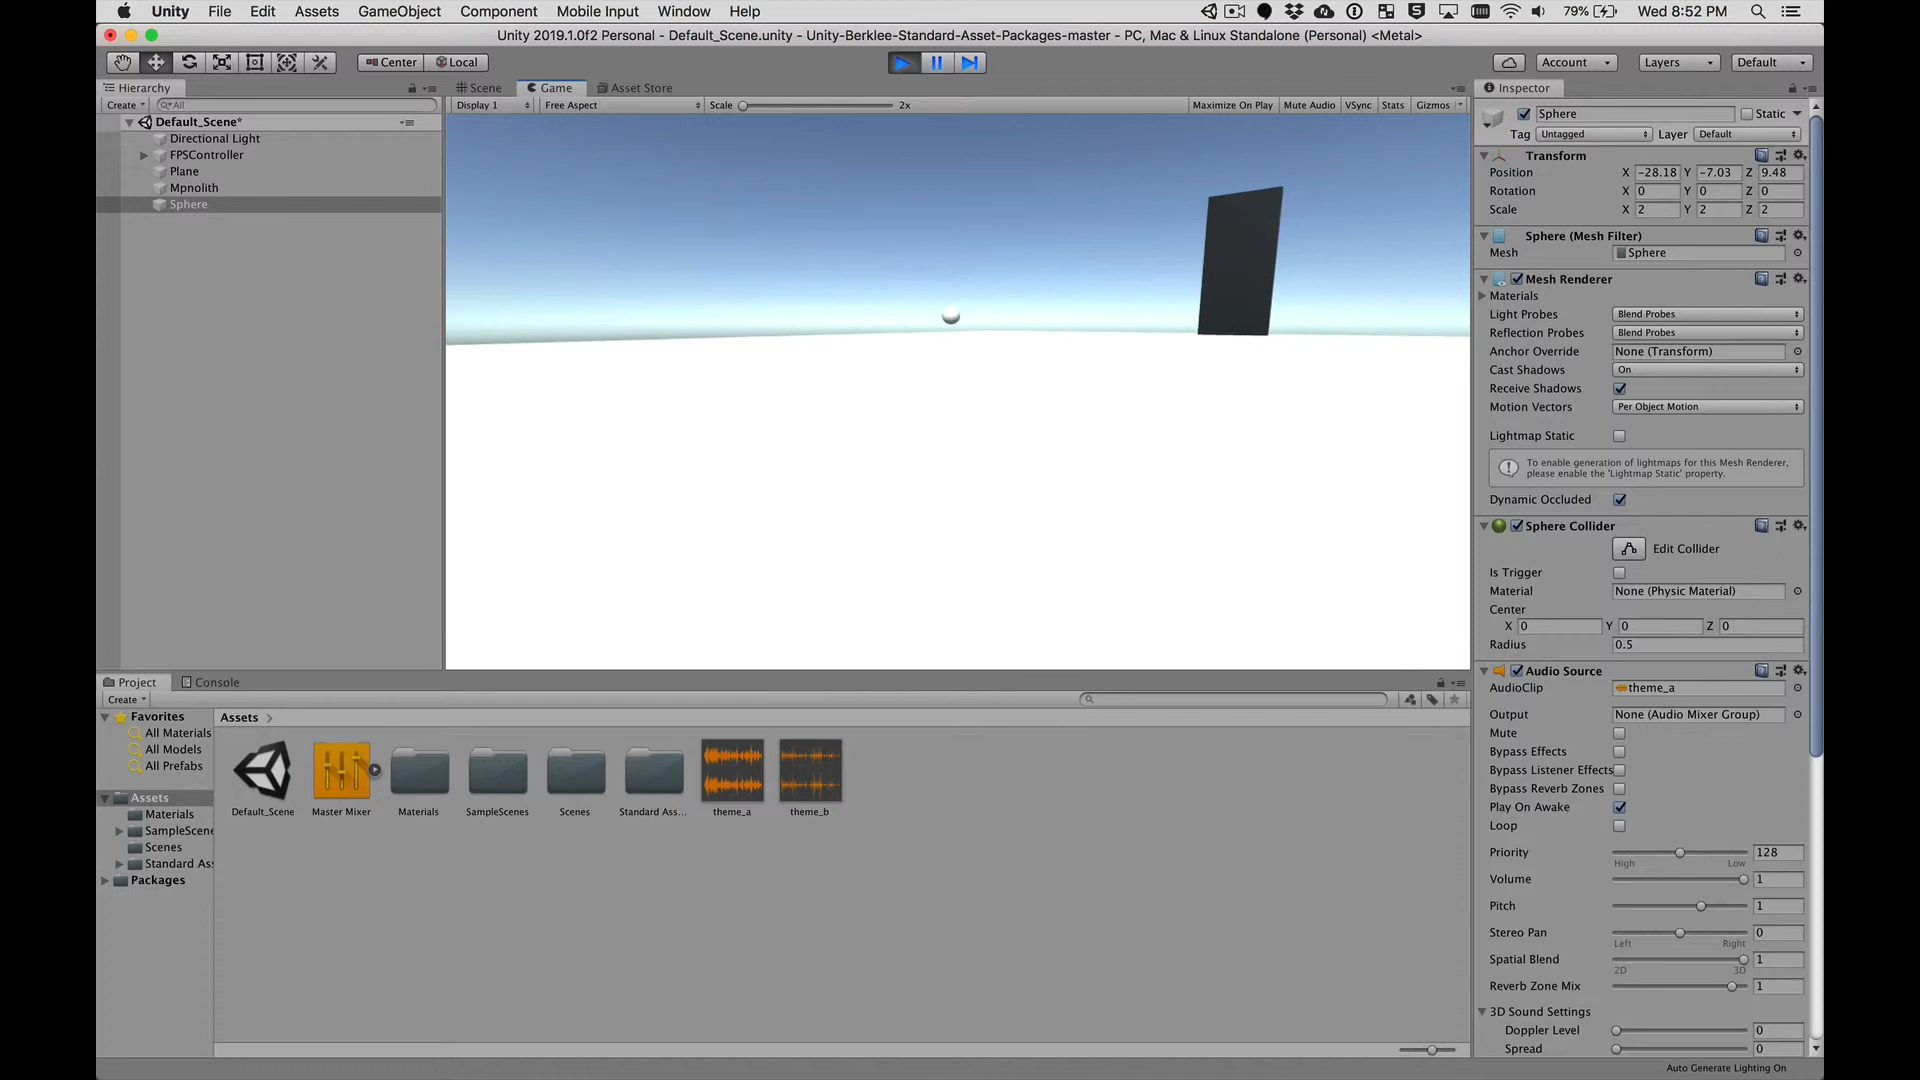 Unity File Edit Assets GameObject Component Mobile Input Window Help 79% Wed 8:52 PM
Unity 2019.1.0f2 Personal - Default_Scene.unity - Unity-Berklee-Standard-Asset-Packages-master - PC, Mac & Linux Standalone (Personal) <Metal>
Center Local Account Layers Default
Hierarchy
Create All
Default_Scene*
Directional Light
FPSController
Plane
Mpnolith
Sphere
Scene Game Asset Store
Display 1 Free Aspect Scale 2x Maximize On Play Mute Audio VSync Stats Gizmos
Inspector
Sphere Static
Tag Untagged Layer Default
Transform
Position X -28.18 Y -7.03 Z 9.48
Rotation X 0 Y 0 Z 0
Scale X 2 Y 2 Z 2
Sphere (Mesh Filter)
Mesh Sphere
Mesh Renderer
Materials
Light Probes Blend Probes
Reflection Probes Blend Probes
Anchor Override None (Transform)
Cast Shadows On
Receive Shadows
Motion Vectors Per Object Motion
Lightmap Static
To enable generation of lightmaps for this Mesh Renderer,
please enable the 'Lightmap Static' property.
Dynamic Occluded
Sphere Collider
Edit Collider
Is Trigger
Material None (Physic Material)
Center
X 0 Y 0 Z 0
Radius 0.5
Audio Source
AudioClip theme_a
Output None (Audio Mixer Group)
Mute
Bypass Effects
Bypass Listener Effects
Bypass Reverb Zones
Play On Awake
Loop
Priority 128
High Low
Volume 1
Pitch 1
Stereo Pan 0
Left Right
Spatial Blend 1
2D 3D
Reverb Zone Mix 1
3D Sound Settings
Doppler Level 0
Spread 0
Project Console
Create
Favorites
All Materials
All Models
All Prefabs
Assets
Materials
SampleScene
Scenes
Standard Ass
Packages
Assets
Default_Scene Master Mixer Materials SampleScenes Scenes Standard Ass... theme_a theme_b
Auto Generate Lighting On